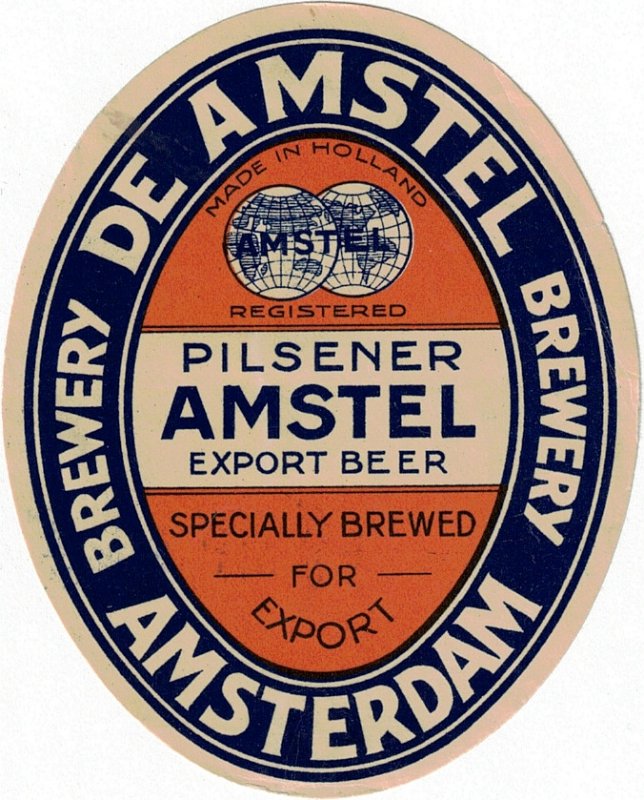 DE AMSTEL
BREWERY
BREWERY
AMSTERDAM
MADE IN HOLLAND
AMSTEL
REGISTERED
PILSENER
AMSTEL
EXPORT BEER
SPECIALLY BREWED
FOR
EXPORT